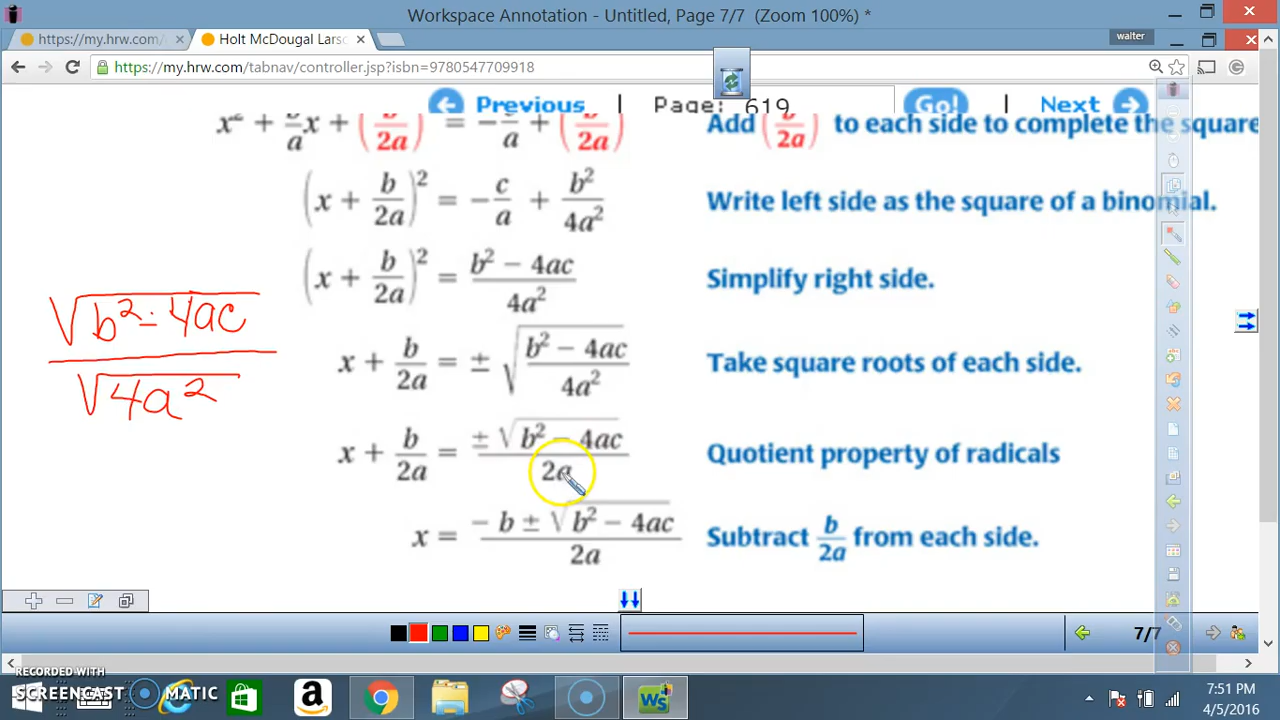 Workspace Annotation - Untitled, Page 7/7 (Zoom 100%) *
https://my.hrw.com/ × Holt McDougal Lars × walter
https://my.hrw.com/tabnav/controller.jsp?isbn=9780547709918
Previous | Page: 619 Go! | Next
x² + b/a x + (b/2a) = -c/a + (b/2a) Add (b/2a) to each side to complete the square
(x + b/2a)² = -c/a + b²/4a² Write left side as the square of a binomial.
(x + b/2a)² = b² - 4ac/4a² Simplify right side.
√b² - 4ac
√4a²
x + b/2a = ± √b² - 4ac/4a² Take square roots of each side.
x + b/2a = ± √b² - 4ac/2a Quotient property of radicals
x = -b ± √b² - 4ac/2a Subtract b/2a from each side.
7/7
RECORDED WITH
SCREENCAST MATIC
WS
7:51 PM
4/5/2016